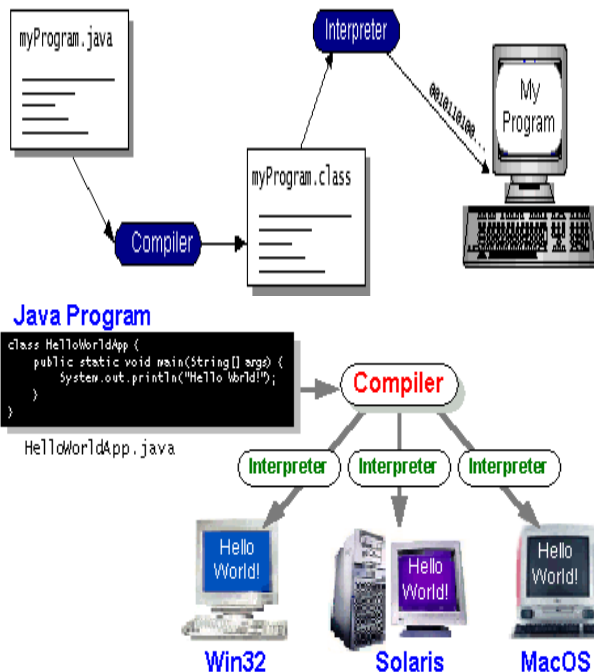 myProgram.java
Interpreter
0010110100...
My
Program
myProgram.class
Compiler
Java Program
class HelloWorldApp {
    public static void main(String[] args) {
        System.out.println("Hello World!");
    }
}
HelloWorldApp.java
Compiler
Interpreter
Interpreter
Interpreter
Hello
World!
Hello
World!
Hello
World!
Win32
Solaris
MacOS